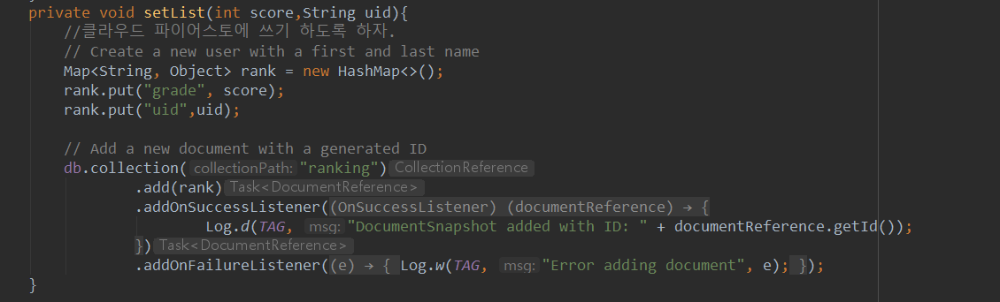 private void setList(int score,String uid){
//클라우드 파이어스토에 쓰기 하도록 하자.
// Create a new user with a first and last name
Map<String, Object> rank = new HashMap<>();
rank.put("grade", score);
rank.put("uid",uid);
// Add a new document with a generated ID
db.collection( collectionPath: "ranking") CollectionReference
.add(rank) Task<DocumentReference>
.addOnSuccessListener((OnSuccessListener) (documentReference) → {
Log.d(TAG, msg: "DocumentSnapshot added with ID: " + documentReference.getId());
}) Task<DocumentReference>
.addOnFailureListener((e) → { Log.w(TAG, msg: "Error adding document", e); });
}